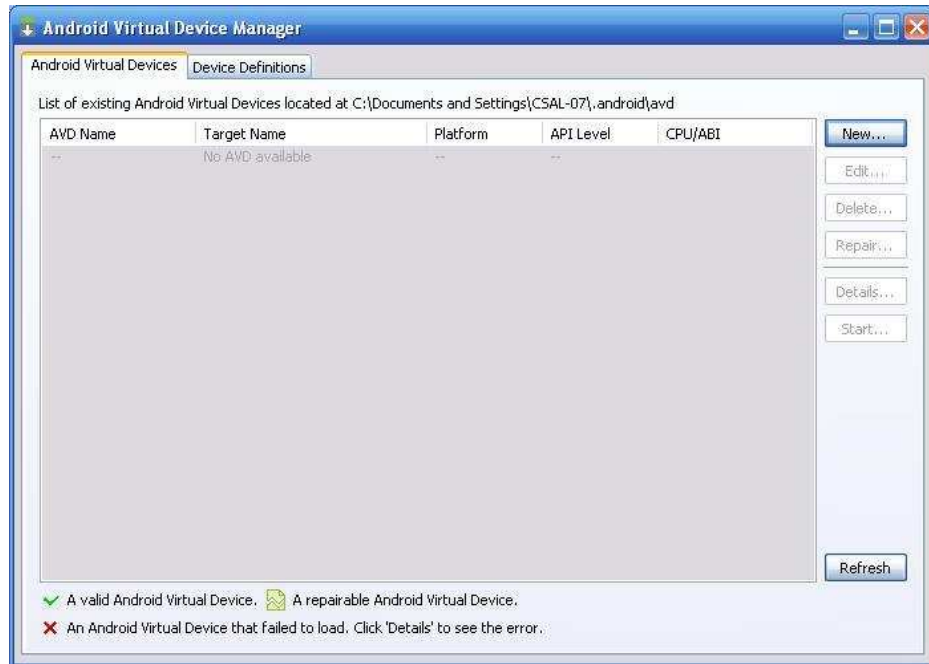 Android Virtual Device Manager
Android Virtual Devices Device Definitions
List of existing Android Virtual Devices located at C:\Documents and Settings\CSAL-07\.android\avd
AVD Name Target Name Platform API Level CPU/ABI
-- No AVD available -- --
New...
Edit...
Delete...
Repair...
Details...
Start...
Refresh
A valid Android Virtual Device. A repairable Android Virtual Device.
An Android Virtual Device that failed to load. Click 'Details' to see the error.